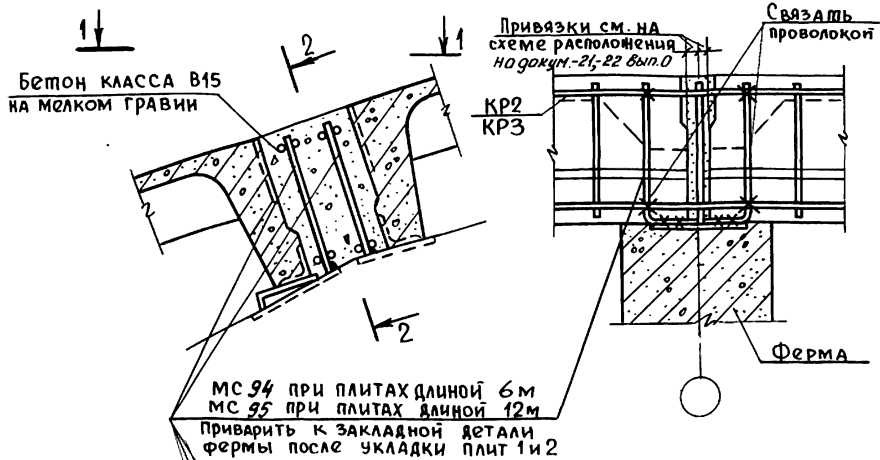 1
2
1
Бетон класса В15
на мелком гравии
2
Привязки см. на
схеме расположения
на докум.-21,-22 Вып.0
Связать
проволокой
КР2
КР3
Ферма
МС 94 при плитах длиной 6м
МС 95 при плитах длиной 12м
Приварить к закладной детали
фермы после укладки плит 1 и 2